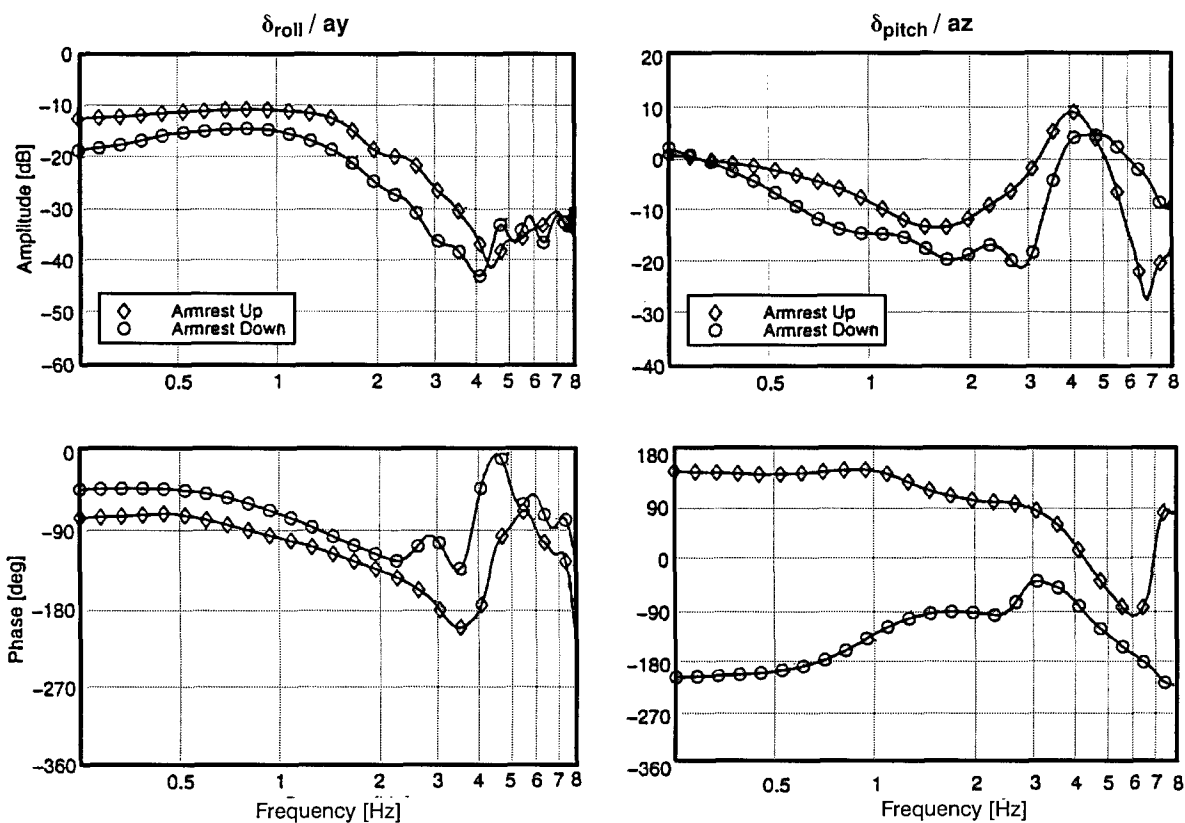 δroll / ay
δpitch / az
Amplitude [dB]
0
−10
−20
−30
−40
−50
−60
Armrest Up
Armrest Down
0.5 1 2 3 4 5 6 7 8
20
10
0
−10
−20
−30
−40
Armrest Up
Armrest Down
0.5 1 2 3 4 5 6 7 8
Phase [deg]
0
−90
−180
−270
−360
0.5 1 2 3 4 5 6 7 8
Frequency [Hz]
180
90
0
−90
−180
−270
−360
0.5 1 2 3 4 5 6 7 8
Frequency [Hz]